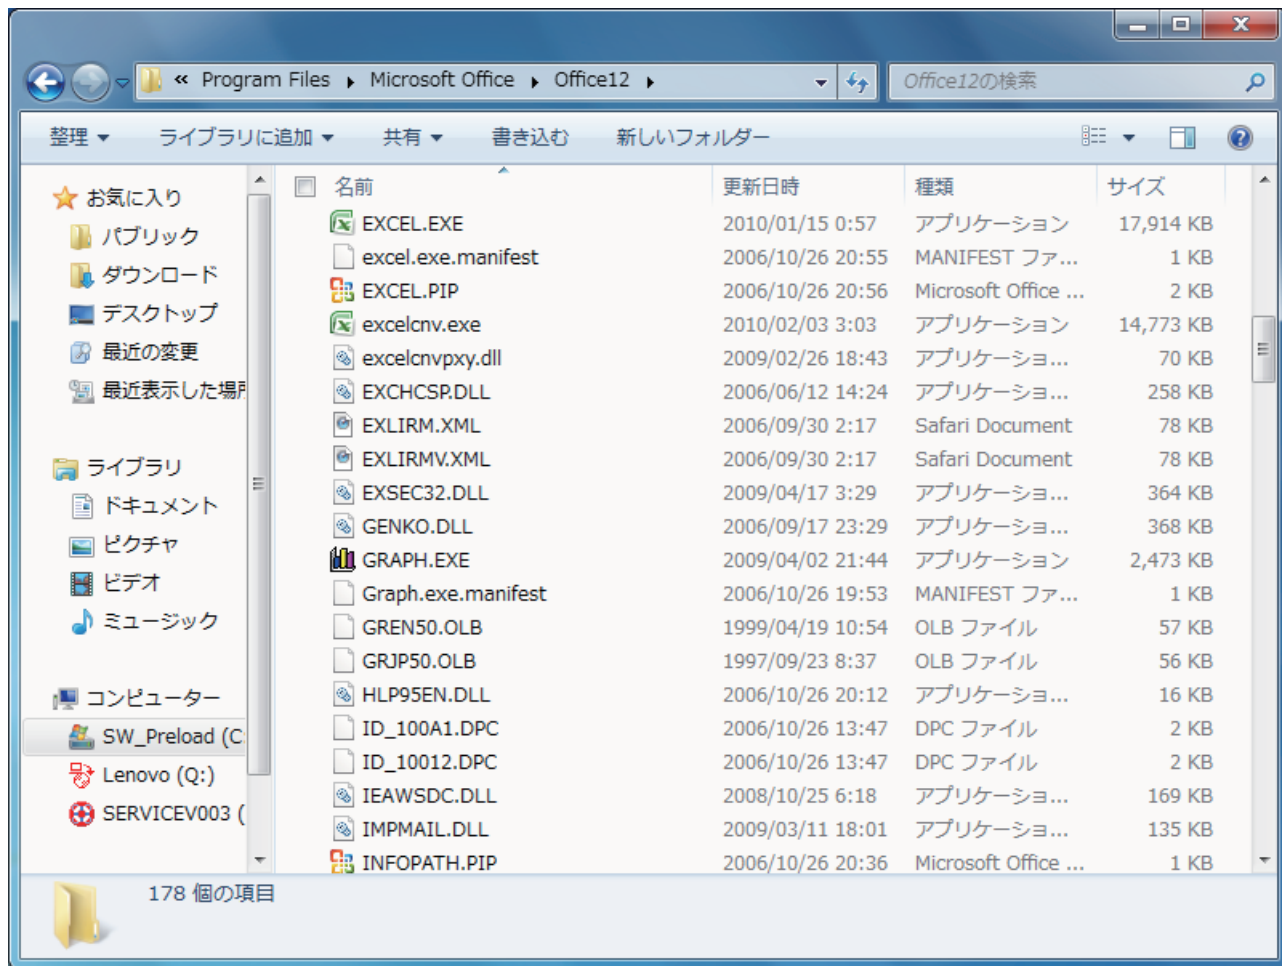 « Program Files ▸ Microsoft Office ▸ Office12 ▸ Office12の検索
整理 ライブラリに追加 共有 書き込む 新しいフォルダー
お気に入り
パブリック
ダウンロード
デスクトップ
最近の変更
最近表示した場所
ライブラリ
ドキュメント
ピクチャ
ビデオ
ミュージック
コンピューター
SW_Preload (C:
Lenovo (Q:)
SERVICEV003 (
名前 更新日時 種類 サイズ
EXCEL.EXE 2010/01/15 0:57 アプリケーション 17,914 KB
excel.exe.manifest 2006/10/26 20:55 MANIFEST ファ... 1 KB
EXCEL.PIP 2006/10/26 20:56 Microsoft Office ... 2 KB
excelcnv.exe 2010/02/03 3:03 アプリケーション 14,773 KB
excelcnvpxy.dll 2009/02/26 18:43 アプリケーショ... 70 KB
EXCHCSP.DLL 2006/06/12 14:24 アプリケーショ... 258 KB
EXLIRM.XML 2006/09/30 2:17 Safari Document 78 KB
EXLIRMV.XML 2006/09/30 2:17 Safari Document 78 KB
EXSEC32.DLL 2009/04/17 3:29 アプリケーショ... 364 KB
GENKO.DLL 2006/09/17 23:29 アプリケーショ... 368 KB
GRAPH.EXE 2009/04/02 21:44 アプリケーション 2,473 KB
Graph.exe.manifest 2006/10/26 19:53 MANIFEST ファ... 1 KB
GREN50.OLB 1999/04/19 10:54 OLB ファイル 57 KB
GRJP50.OLB 1997/09/23 8:37 OLB ファイル 56 KB
HLP95EN.DLL 2006/10/26 20:12 アプリケーショ... 16 KB
ID_100A1.DPC 2006/10/26 13:47 DPC ファイル 2 KB
ID_10012.DPC 2006/10/26 13:47 DPC ファイル 2 KB
IEAWSDC.DLL 2008/10/25 6:18 アプリケーショ... 169 KB
IMPMAIL.DLL 2009/03/11 18:01 アプリケーショ... 135 KB
INFOPATH.PIP 2006/10/26 20:36 Microsoft Office ... 1 KB
178 個の項目